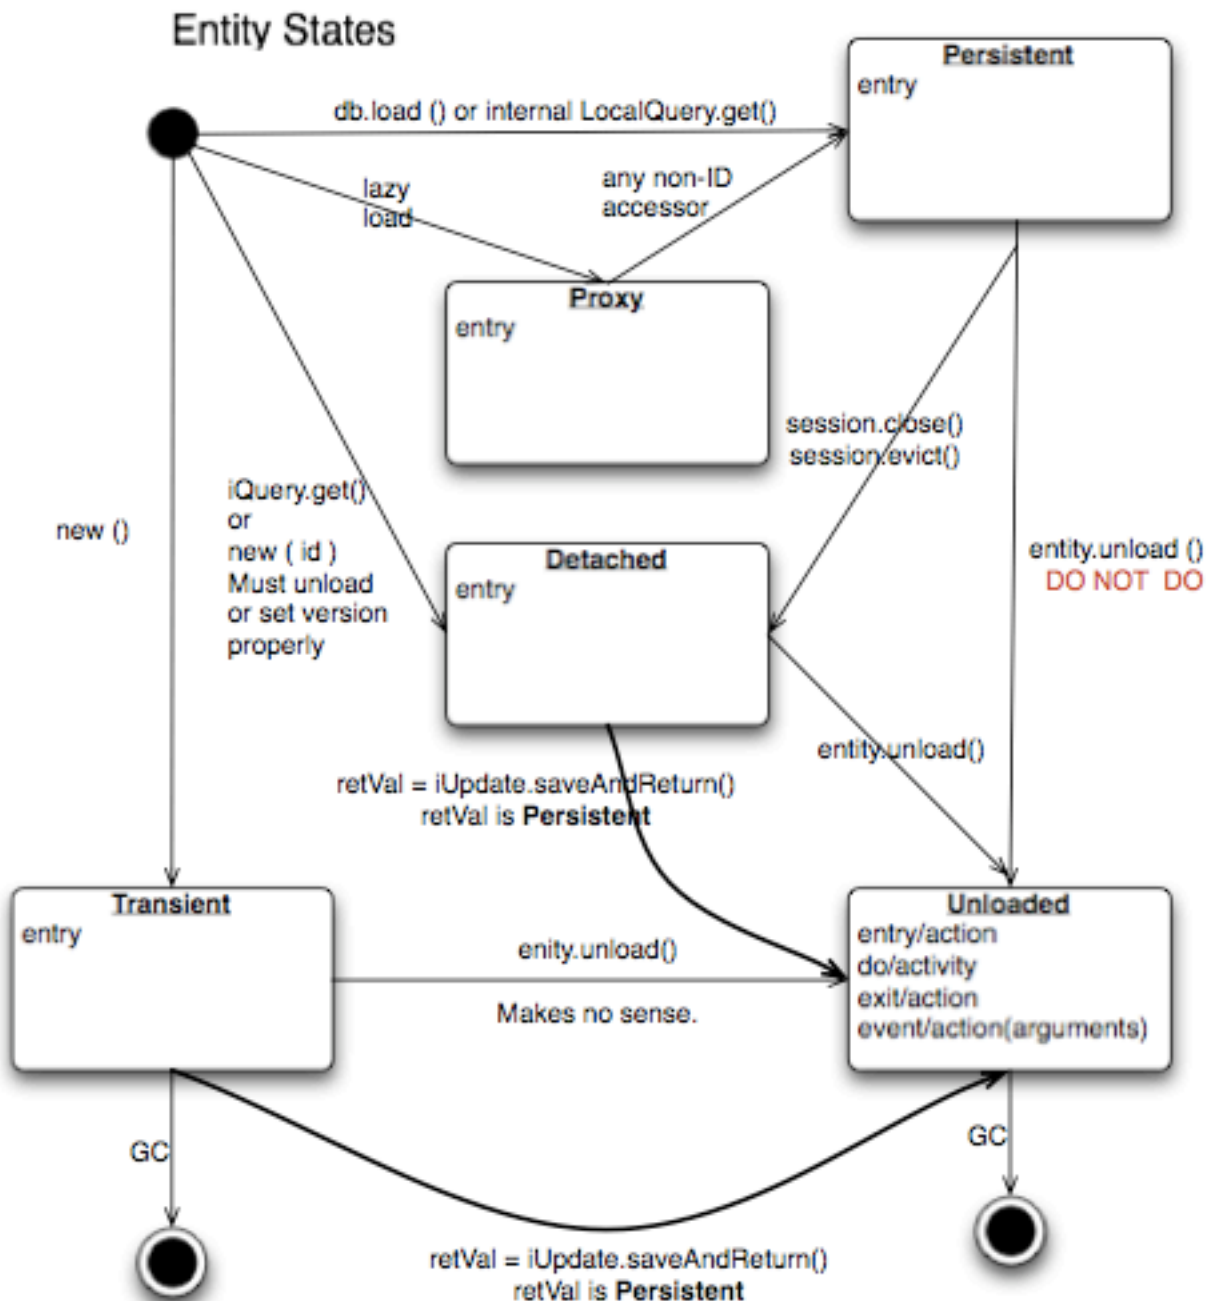 Entity States
Persistent
entry
db.load () or internal LocalQuery.get()
lazy
load
any non-ID
accessor
Proxy
entry
session.close()
session.evict()
iQuery.get()
or
new ( id )
Must unload
or set version
properly
new ()
Detached
entry
entity.unload ()
DO NOT DO
entity.unload()
retVal = iUpdate.saveAndReturn()
retVal is Persistent
Transient
entry
enity.unload()
Makes no sense.
Unloaded
entry/action
do/activity
exit/action
event/action(arguments)
GC
GC
retVal = iUpdate.saveAndReturn()
retVal is Persistent